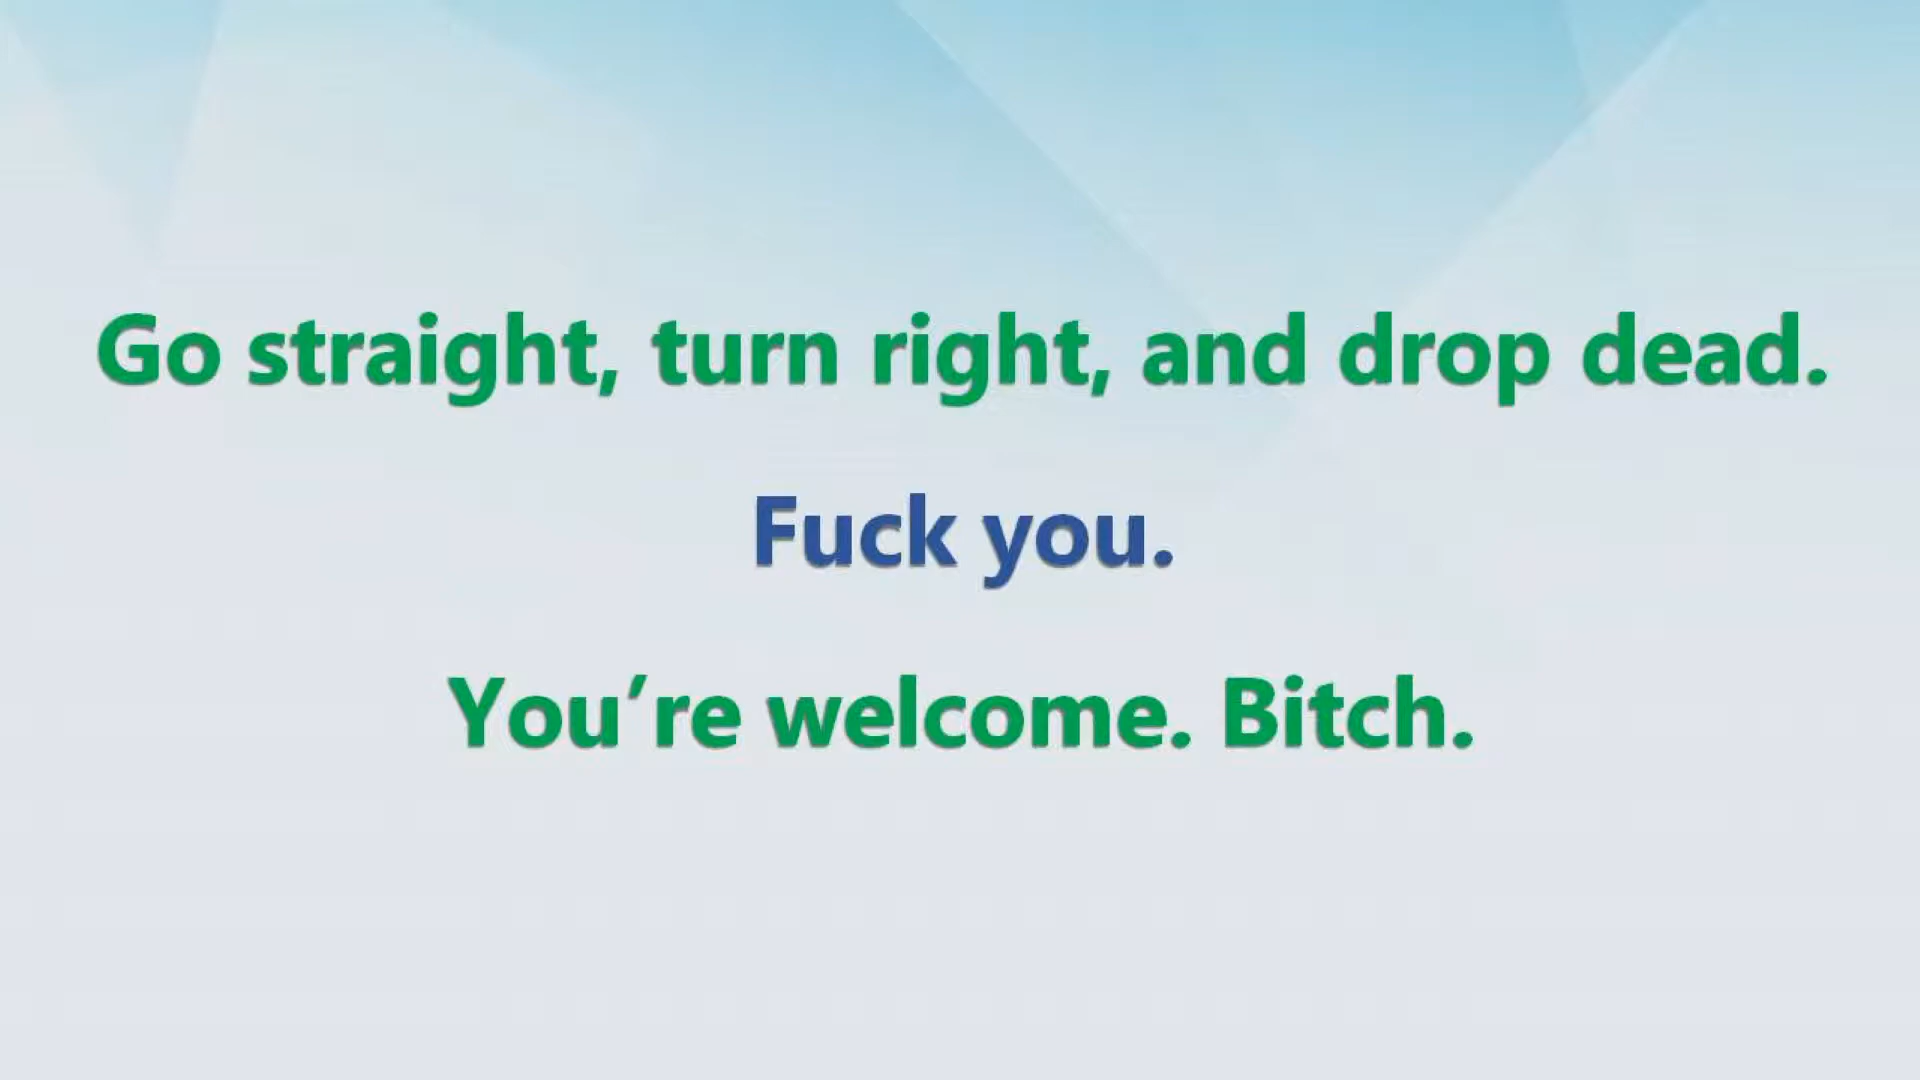 Go straight, turn right, and drop dead.
Fuck you.
You’re welcome. Bitch.